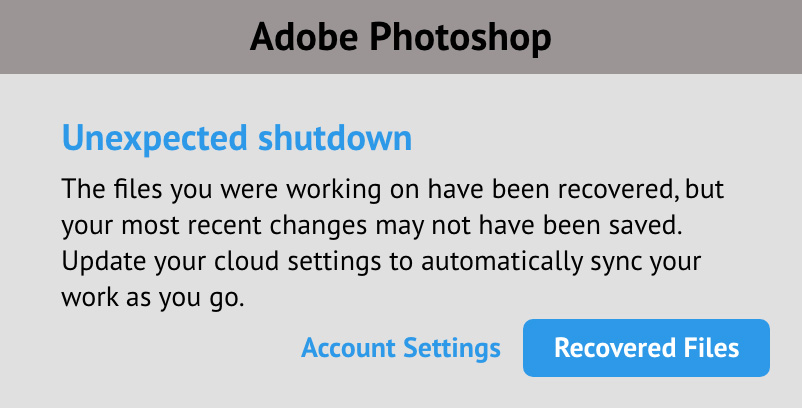 Adobe Photoshop
Unexpected shutdown
The files you were working on have been recovered, but
your most recent changes may not have been saved.
Update your cloud settings to automatically sync your
work as you go.
Account Settings Recovered Files